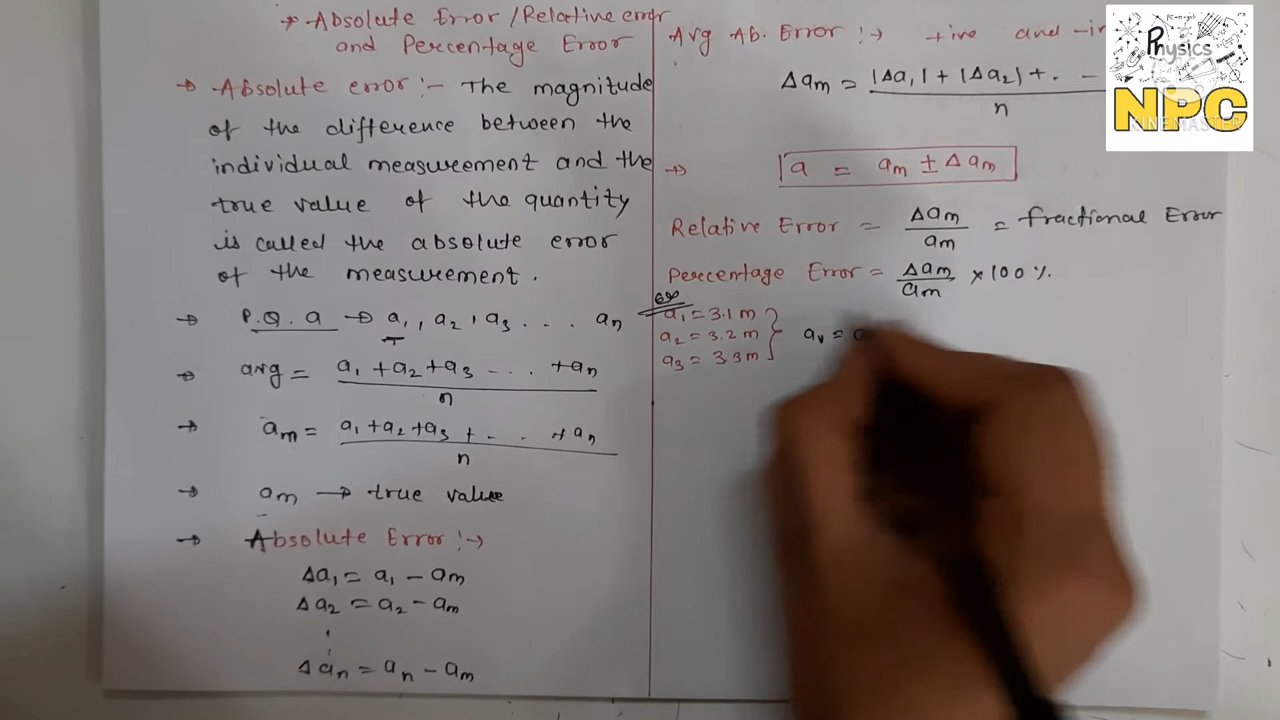 * Absolute Error / Relative error
and Percentage Error
→ Absolute error :- The magnitude
of the difference between the
individual measurement and the
true value of the quantity
is called the absolute error
of the measurement.
→ P.Q. a → a₁, a₂, a₃ ... aₙ
→ avg = a₁ + a₂ + a₃ ... + aₙ
n
→ aₘ = a₁ + a₂ + a₃ + - . . + aₙ
n
→ aₘ → true value
→ Absolute Error :→
Δa₁ = a₁ - aₘ
Δa₂ = a₂ - aₘ
Δaₙ = aₙ - aₘ
Avg Ab. Error :→ +ive and
Δaₘ = |Δa₁| + |Δa₂| + . -
n
→ a = aₘ ± Δaₘ
Relative Error = Δaₘ = fractional Error
aₘ
Percentage Error = Δaₘ × 100 %.
aₘ
ex
a₁ = 3.1 m
a₂ = 3.2 m
a₃ = 3.3 m
Physics
NPC
KINEMASTER